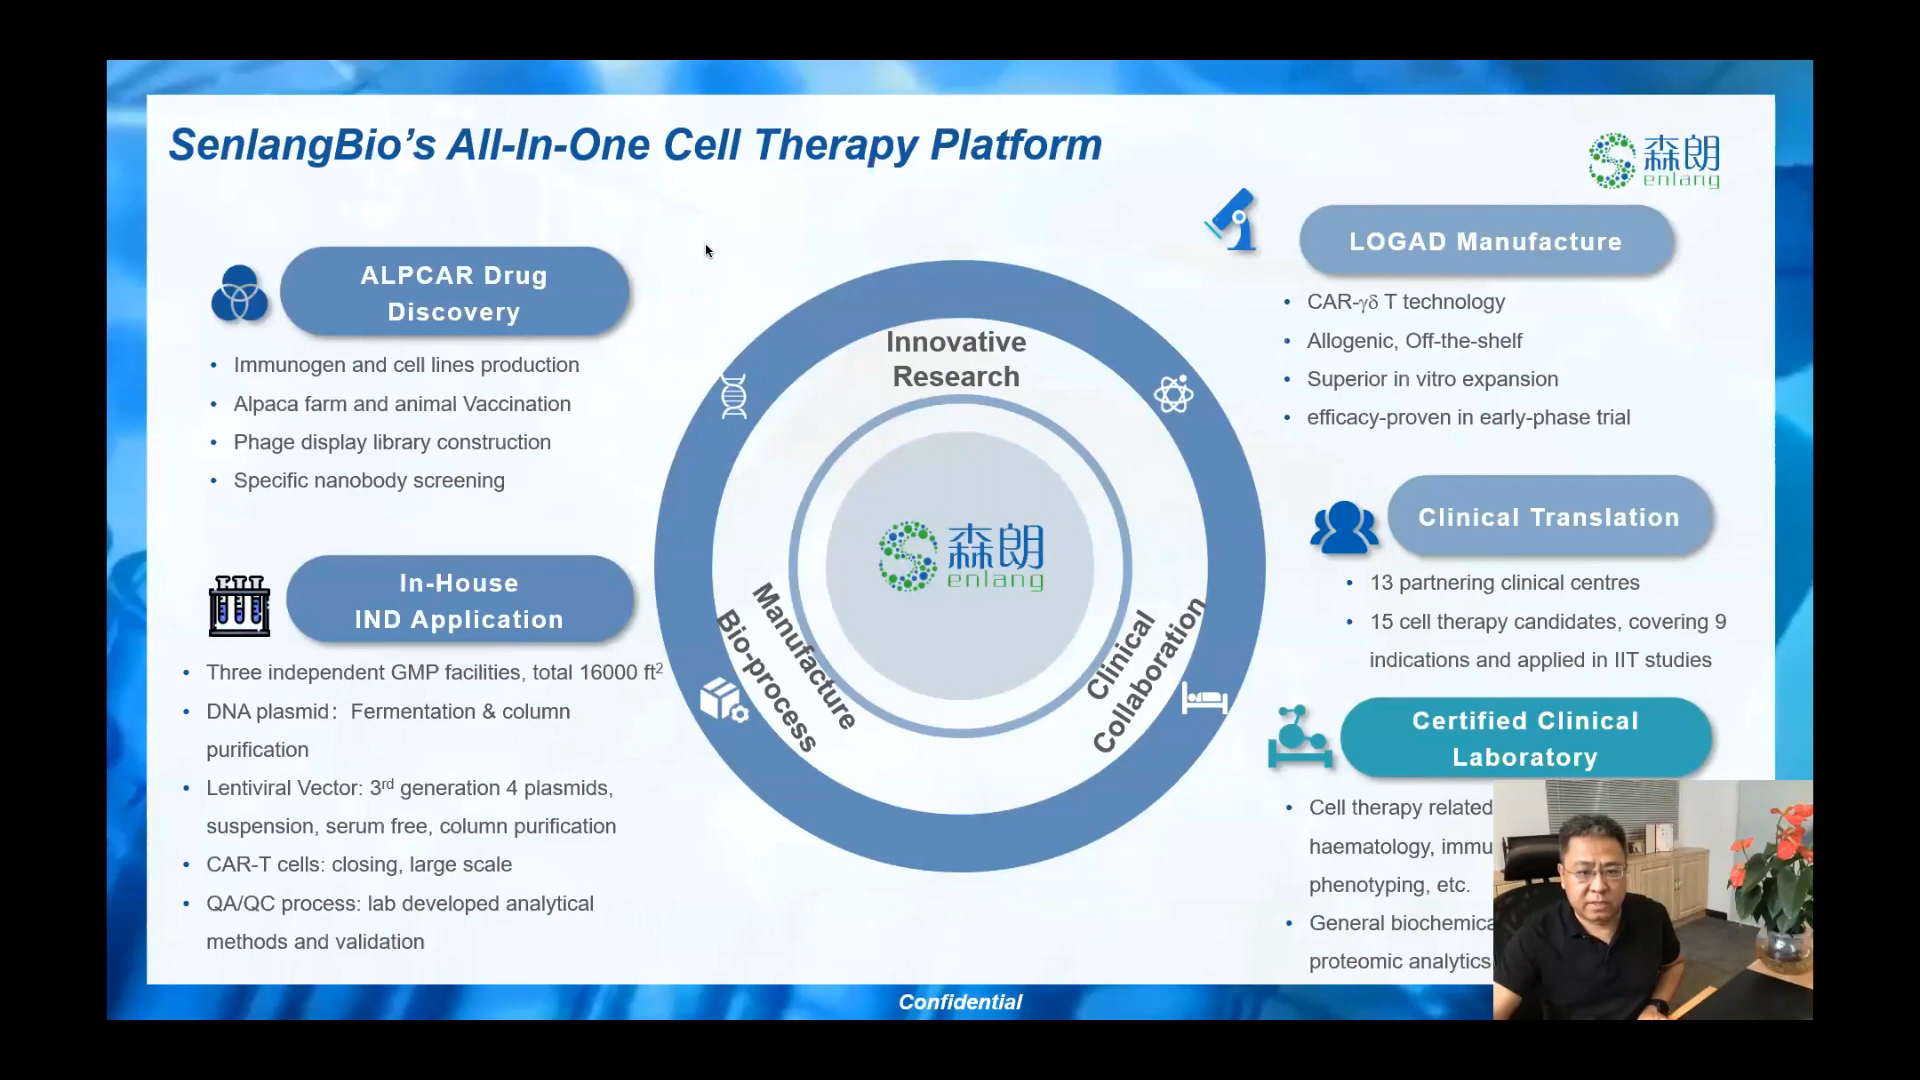 SenlangBio’s All-In-One Cell Therapy Platform
森朗
enlang
ALPCAR Drug
Discovery
• Immunogen and cell lines production
• Alpaca farm and animal Vaccination
• Phage display library construction
• Specific nanobody screening
In-House
IND Application
• Three independent GMP facilities, total 16000 ft²
• DNA plasmid：Fermentation & column
purification
• Lentiviral Vector: 3rd generation 4 plasmids,
suspension, serum free, column purification
• CAR-T cells: closing, large scale
• QA/QC process: lab developed analytical
methods and validation
Innovative
Research
Manufacture
Bio-process
Clinical
Collaboration
森朗
enlang
LOGAD Manufacture
• CAR-γδ T technology
• Allogenic, Off-the-shelf
• Superior in vitro expansion
• efficacy-proven in early-phase trial
Clinical Translation
• 13 partnering clinical centres
• 15 cell therapy candidates, covering 9
indications and applied in IIT studies
Certified Clinical
Laboratory
• Cell therapy related
haematology, immu
phenotyping, etc.
• General biochemica
proteomic analytics
Confidential